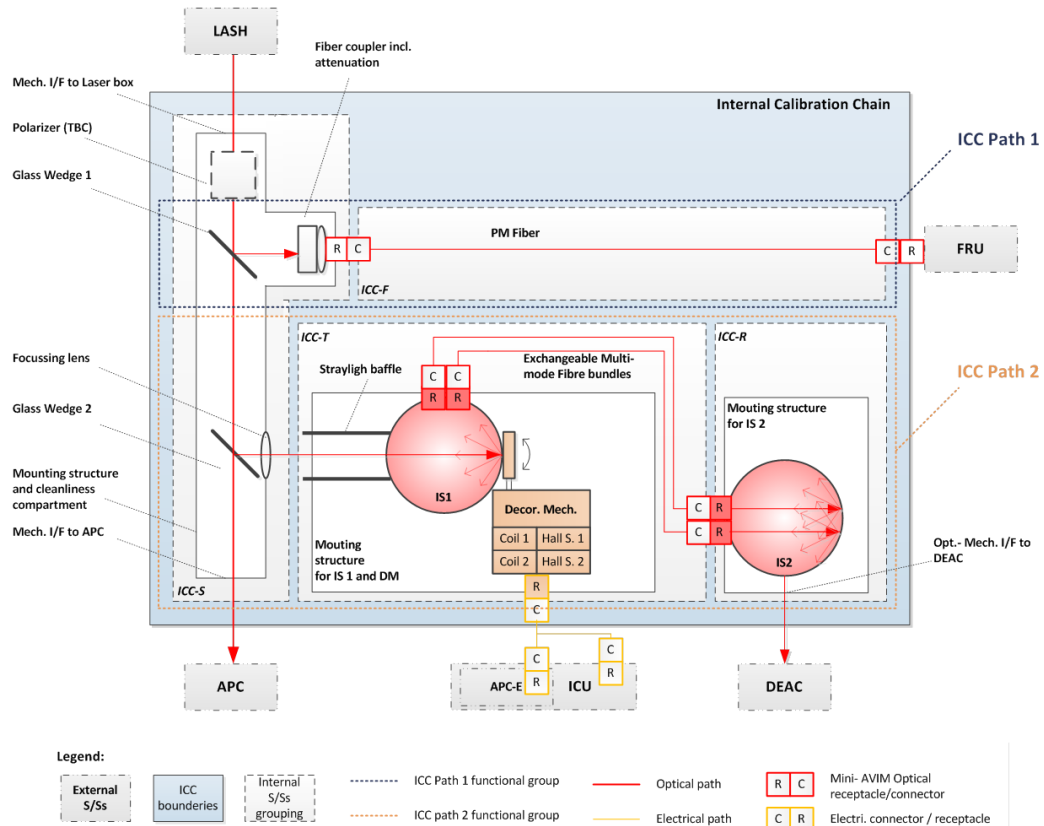 LASH
Fiber coupler incl.
attenuation
Mech. I/F to Laser box
Internal Calibration Chain
Polarizer (TBC)
ICC Path 1
Glass Wedge 1
PM Fiber
R C
C R
FRU
ICC-F
ICC-T
ICC-R
Focussing lens
Strayligh baffle
Exchangeable Multi-
mode Fibre bundles
ICC Path 2
C C
R R
Glass Wedge 2
Mouting structure
for IS 2
Mounting structure
and cleanliness
compartment
IS1
Decor. Mech.
C R
C R
Coil 1
Hall S. 1
Coil 2
Hall S. 2
IS2
Mech. I/F to APC
Mouting
structure
for IS 1 and DM
Opt.- Mech. I/F to
DEAC
ICC-S
R
C
C
R
C
R
APC
APC-E
ICU
DEAC
Legend:
External
S/Ss
ICC
bounderies
Internal
S/Ss
grouping
ICC Path 1 functional group
Optical path
R C
Mini- AVIM Optical
receptacle/connector
ICC path 2 functional group
Electrical path
C R
Electri. connector / receptacle